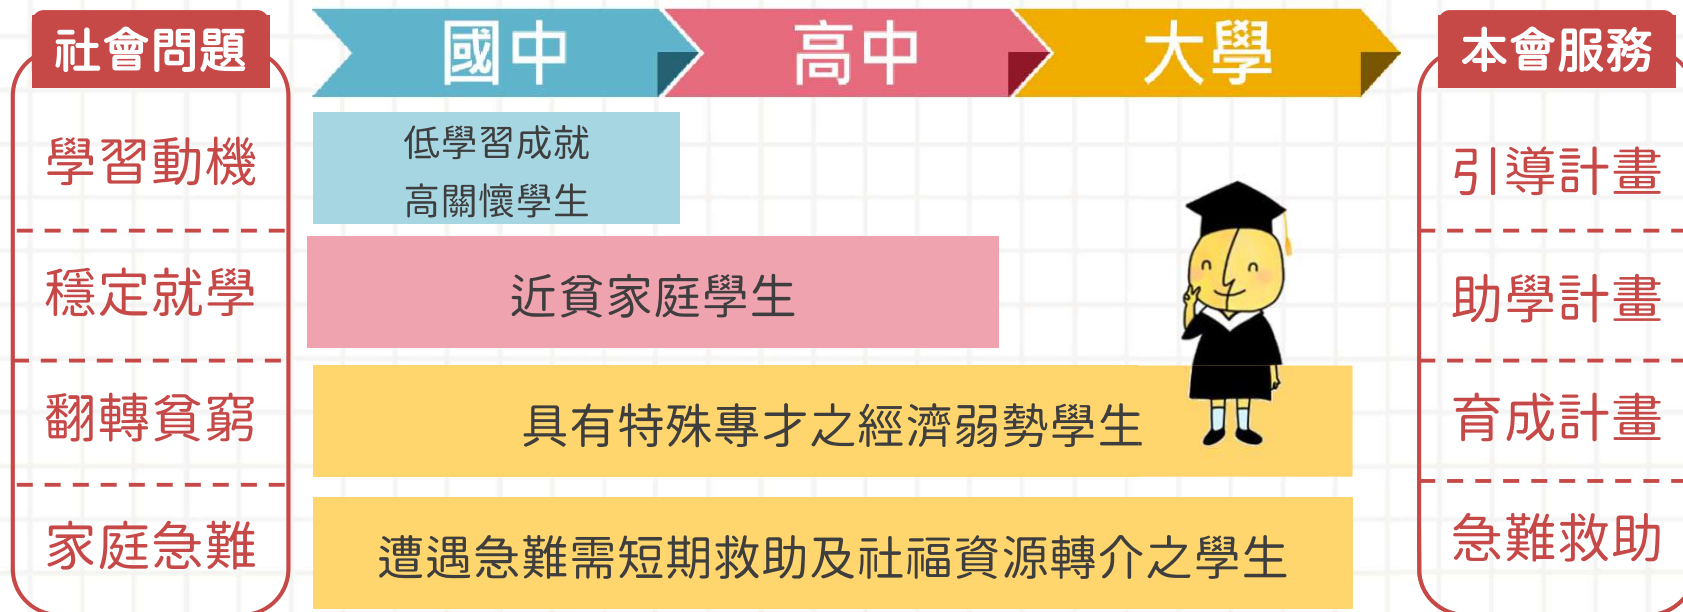 社會問題
國中
高中
大學
本會服務
學習動機
低學習成就
高關懷學生
引導計畫
穩定就學
近貧家庭學生
助學計畫
翻轉貧窮
具有特殊專才之經濟弱勢學生
育成計畫
家庭急難
遭遇急難需短期救助及社福資源轉介之學生
急難救助